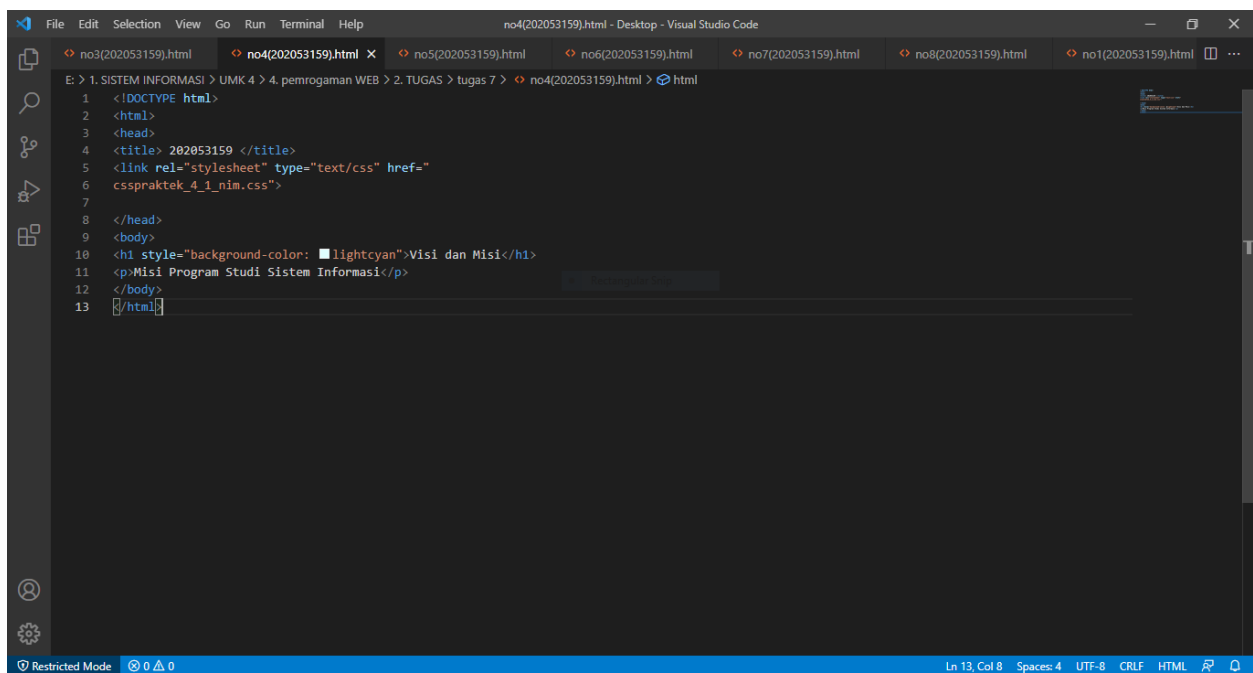 File Edit Selection View Go Run Terminal Help no4(202053159).html - Desktop - Visual Studio Code
no3(202053159).html no4(202053159).html no5(202053159).html no6(202053159).html no7(202053159).html no8(202053159).html no1(202053159).html
E: > 1. SISTEM INFORMASI > UMK 4 > 4. pemrogaman WEB > 2. TUGAS > tugas 7 > no4(202053159).html > html
1 <!DOCTYPE html>
2 <html>
3 <head>
4 <title> 202053159 </title>
5 <link rel="stylesheet" type="text/css" href="
6 csspraktek_4_1_nim.css">
7
8 </head>
9 <body>
10 <h1 style="background-color: lightcyan">Visi dan Misi</h1>
11 <p>Misi Program Studi Sistem Informasi</p>
12 </body>
13 </html>
Restricted Mode 0 0 Ln 13, Col 8 Spaces: 4 UTF-8 CRLF HTML